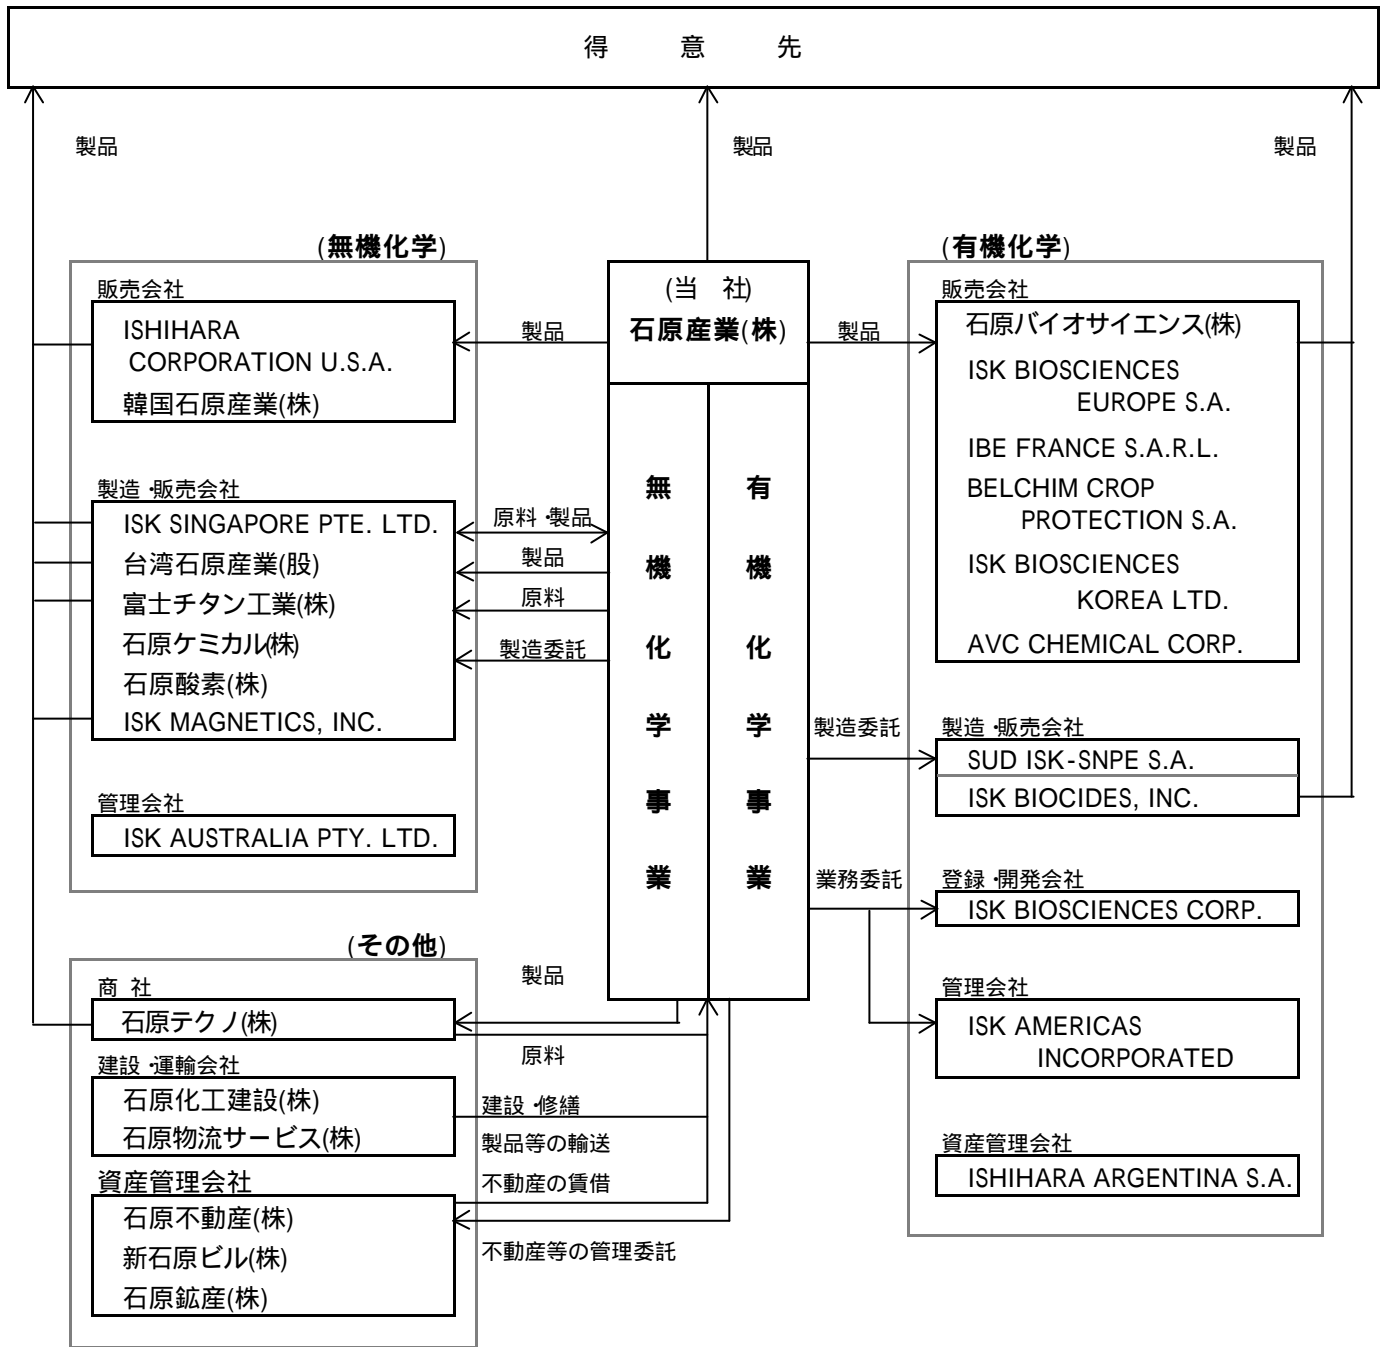 得 意 先
製品
製品
製品
(無機化学)
販売会社
ISHIHARA
CORPORATION U.S.A.
韓国石原産業(株)
製造・販売会社
ISK SINGAPORE PTE. LTD.
台湾石原産業(股)
富士チタン工業(株)
石原ケミカル(株)
石原酸素(株)
ISK MAGNETICS, INC.
管理会社
ISK AUSTRALIA PTY. LTD.
(その他)
商 社
石原テクノ(株)
建設・運輸会社
石原化工建設(株)
石原物流サービス(株)
資産管理会社
石原不動産(株)
新石原ビル(株)
石原鉱産(株)
製品
原料・製品
製品
原料
製造委託
製品
原料
建設・修繕
製品等の輸送
不動産の賃借
不動産等の管理委託
(当 社)
石原産業(株)
無機化学事業
有機化学事業
製品
製造委託
業務委託
(有機化学)
販売会社
石原バイオサイエンス(株)
ISK BIOSCIENCES
EUROPE S.A.
IBE FRANCE S.A.R.L.
BELCHIM CROP
PROTECTION S.A.
ISK BIOSCIENCES
KOREA LTD.
AVC CHEMICAL CORP.
製造・販売会社
SUD ISK-SNPE S.A.
ISK BIOCIDES, INC.
登録・開発会社
ISK BIOSCIENCES CORP.
管理会社
ISK AMERICAS
INCORPORATED
資産管理会社
ISHIHARA ARGENTINA S.A.